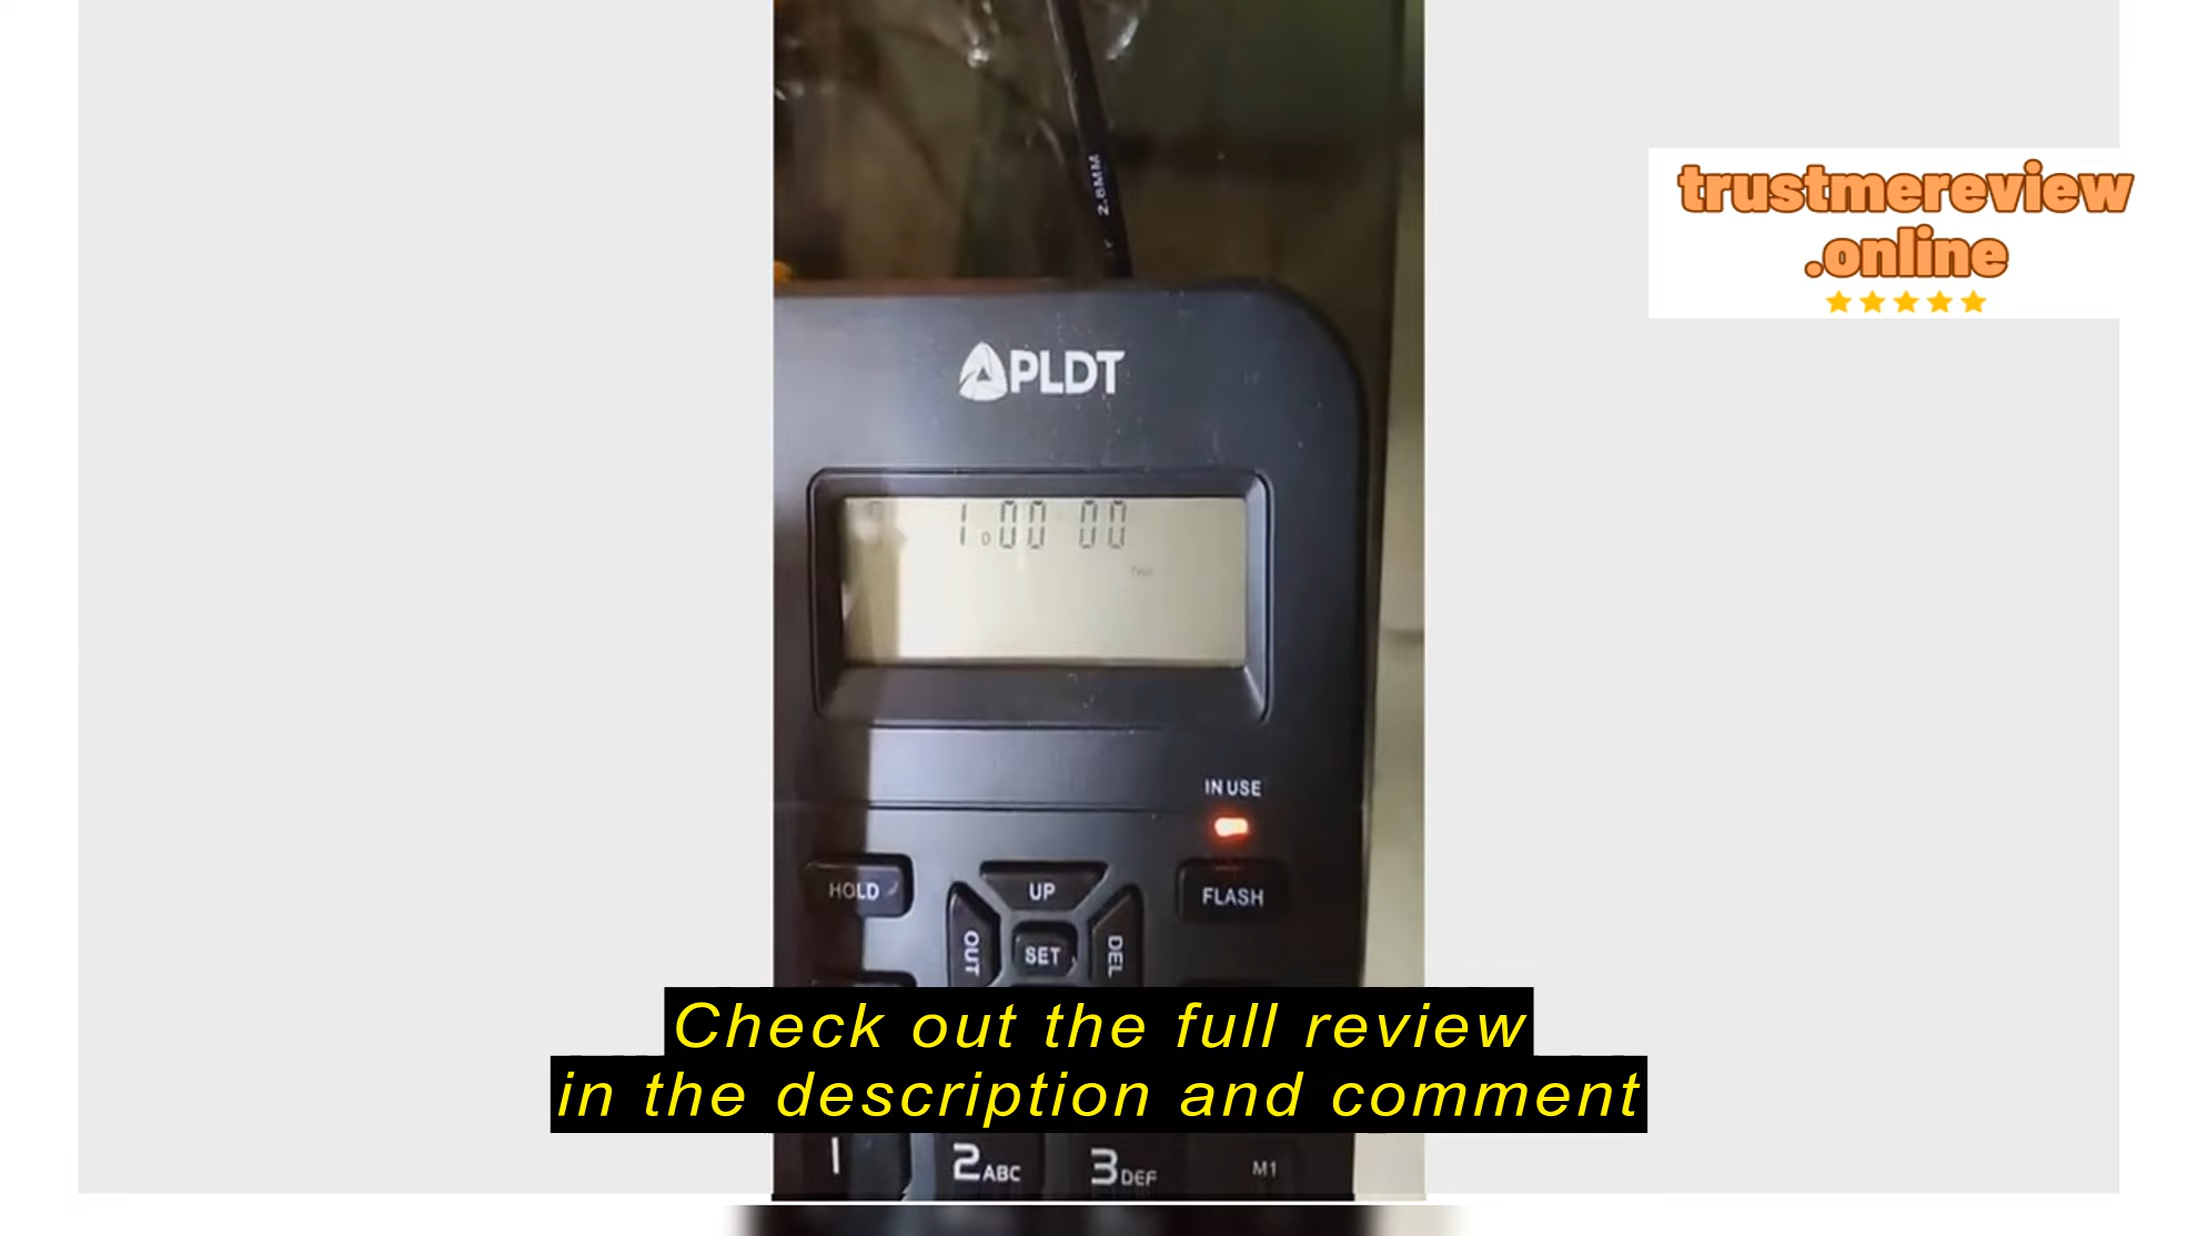 2.8MM
trustmereview
.online
PLDT
1.00 00
IN USE
HOLD
UP
FLASH
OUT
SET
DEL
Check out the full review
in the description and comment
1
2ABC
3DEF
M1